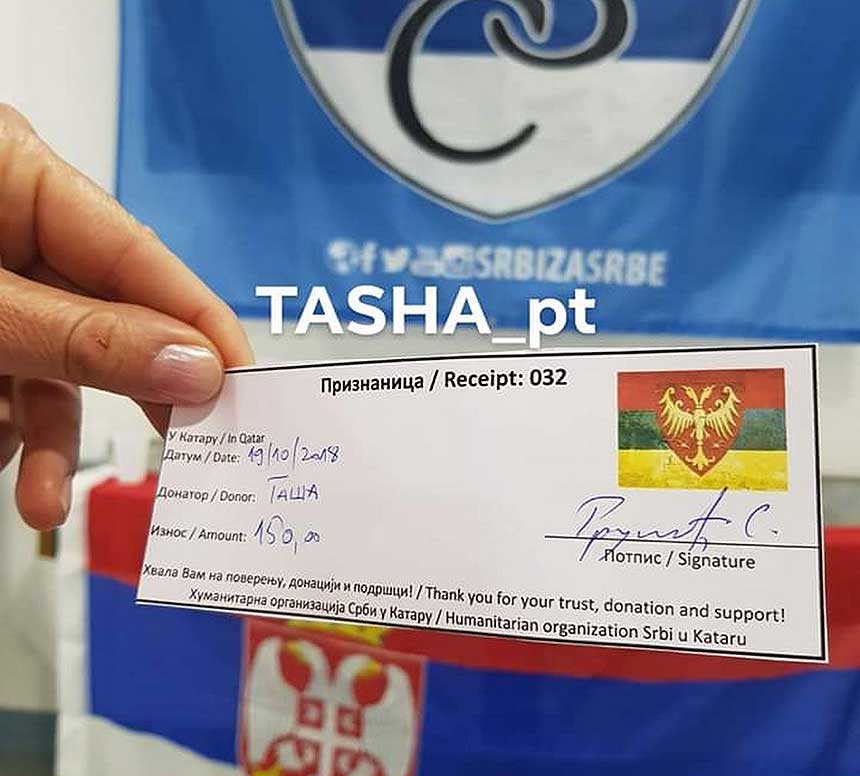 SRBIZASRBE
TASHA_pt
Признаница / Receipt: 032
У Катару / In Qatar
Датум / Date: 19/10/2018
Донатор / Donor: ТАША
Износ / Amount: 150,00
Потпис / Signature
Хвала Вам на поверењу, донацији и подршци! / Thank you for your trust, donation and support!
Хуманитарна организација Срби у Катару / Humanitarian organization Srbi u Kataru